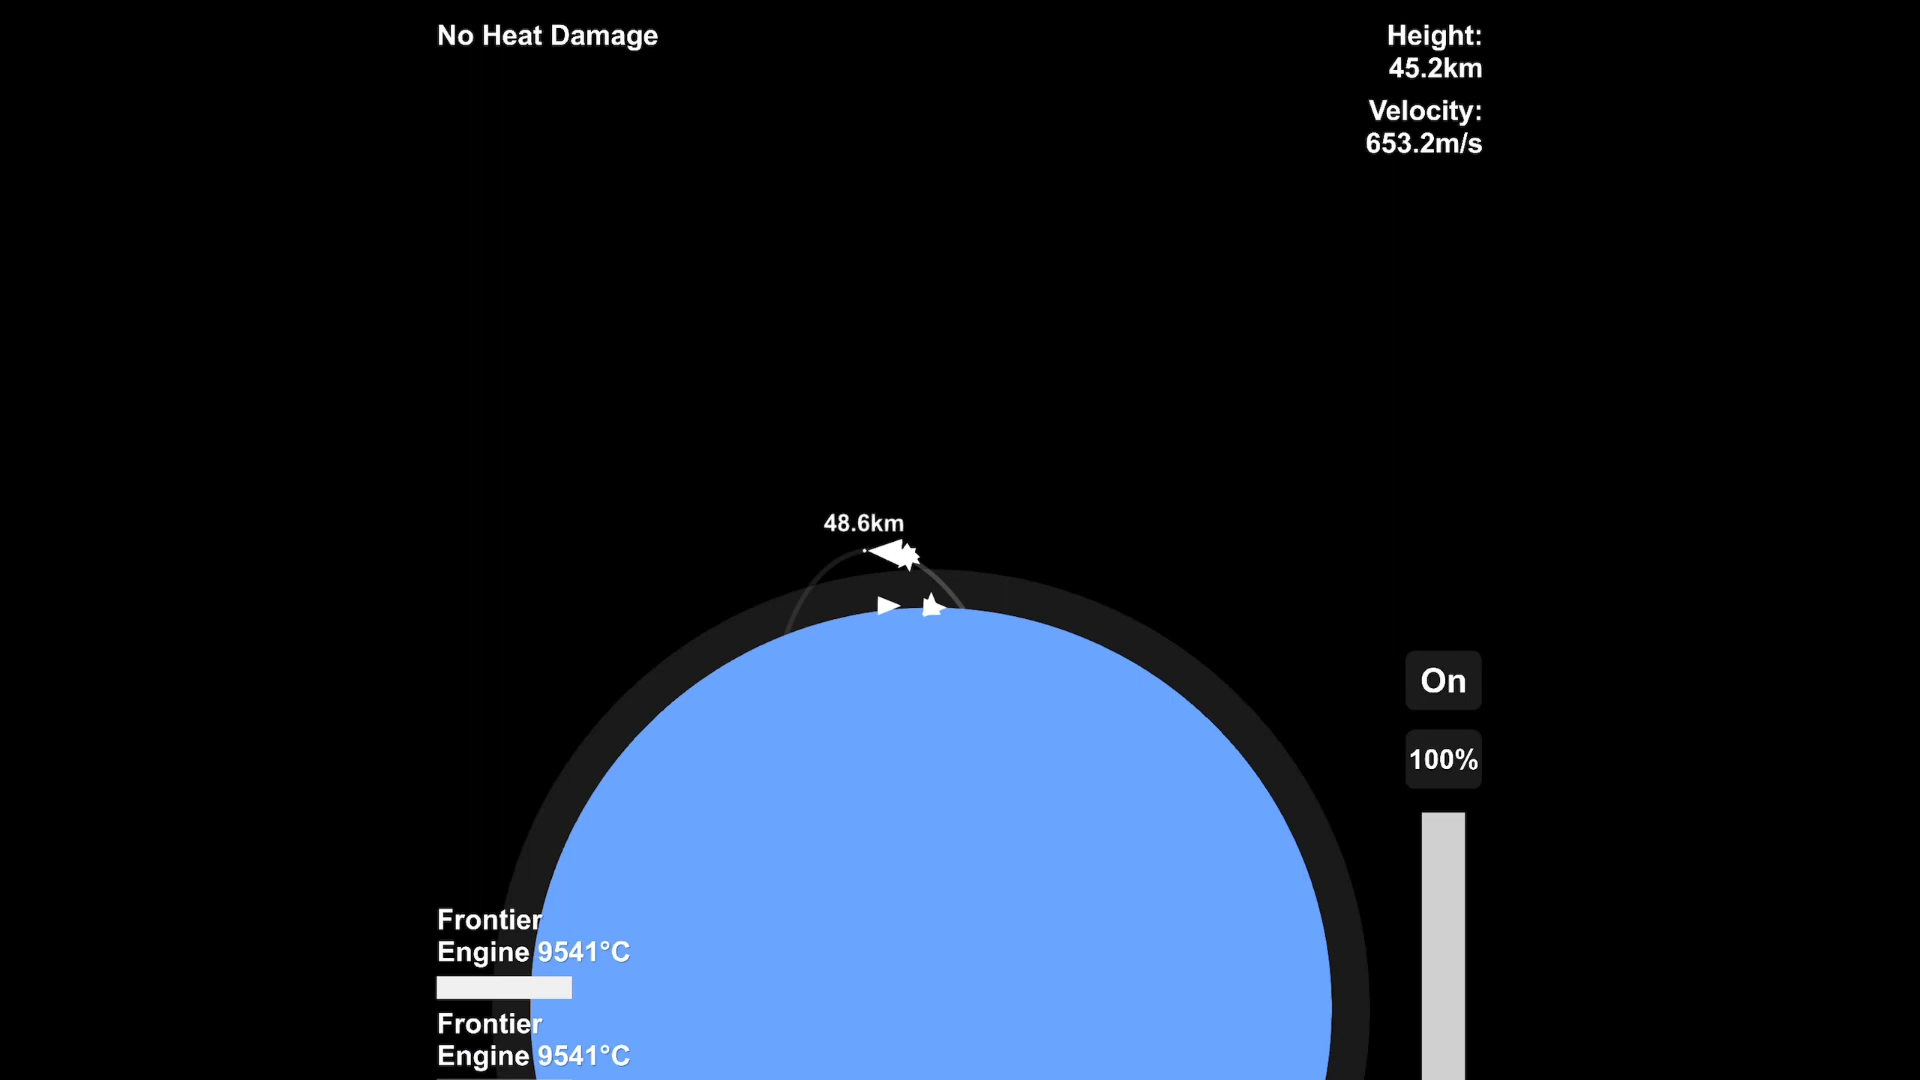 No Heat Damage
Height:
45.2km
Velocity:
653.2m/s
48.6km
On
100%
Frontier
Engine 9541°C
Frontier
Engine 9541°C